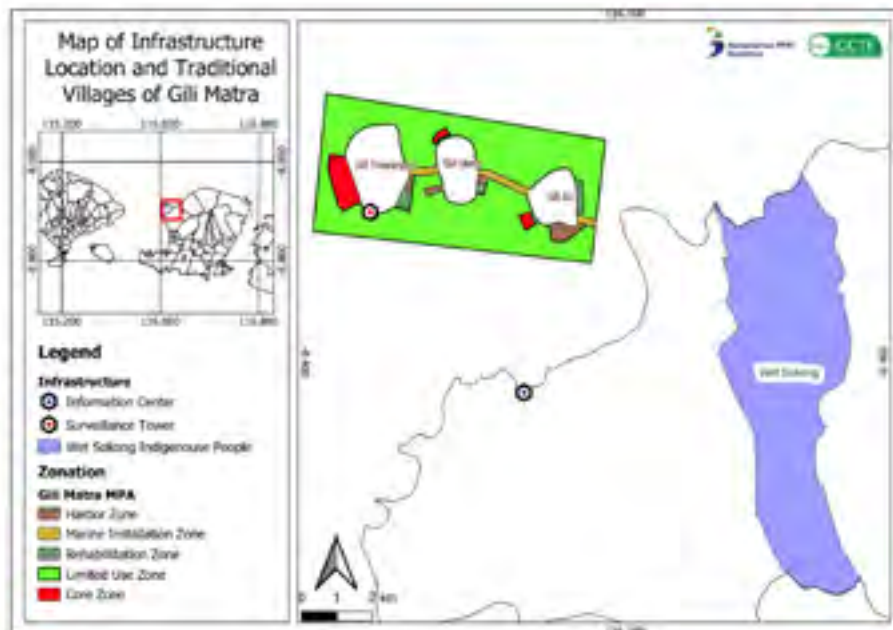 Map of Infrastructure
Location and Traditional
Villages of Gili Matra
Legend
Infrastructure
Information Center
Surveillance Tower
Wet Sokong Indigenouse People
Zonation
Gili Matra MPA
Harbor Zone
Marine Installation Zone
Rehabilitation Zone
Limited Use Zone
Core Zone
Gili Trawangan
Gili Meno
Gili Air
Wet Sokong
0 1 2 km